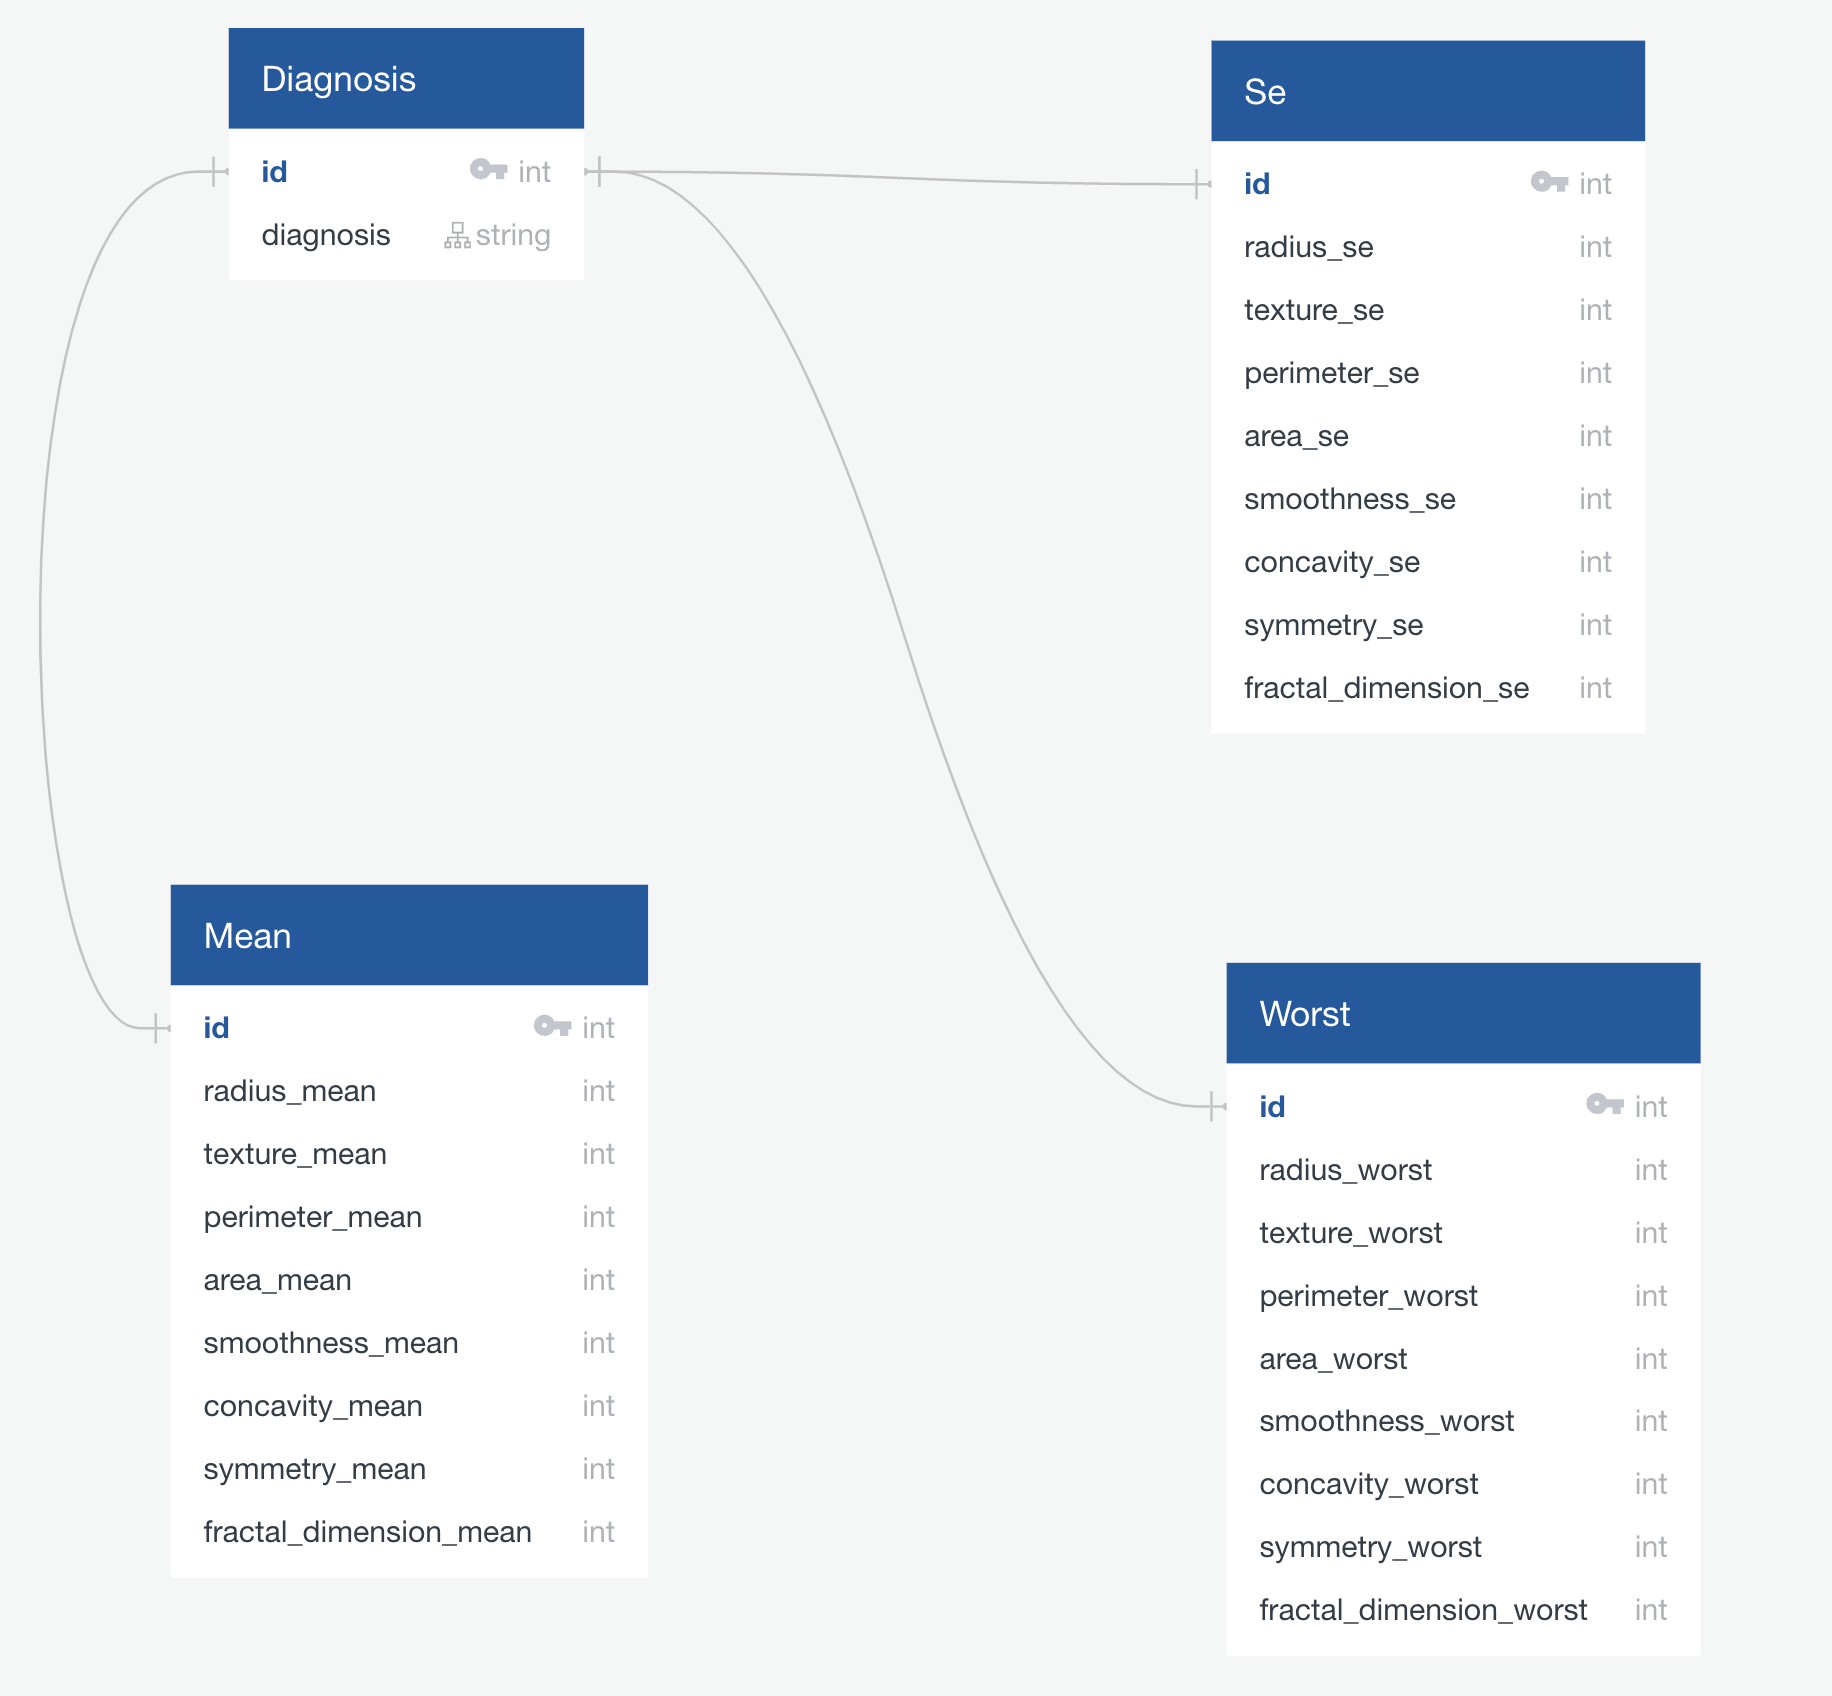 Diagnosis
id int
diagnosis string
Se
id int
radius_se int
texture_se int
perimeter_se int
area_se int
smoothness_se int
concavity_se int
symmetry_se int
fractal_dimension_se int
Mean
id int
radius_mean int
texture_mean int
perimeter_mean int
area_mean int
smoothness_mean int
concavity_mean int
symmetry_mean int
fractal_dimension_mean int
Worst
id int
radius_worst int
texture_worst int
perimeter_worst int
area_worst int
smoothness_worst int
concavity_worst int
symmetry_worst int
fractal_dimension_worst int